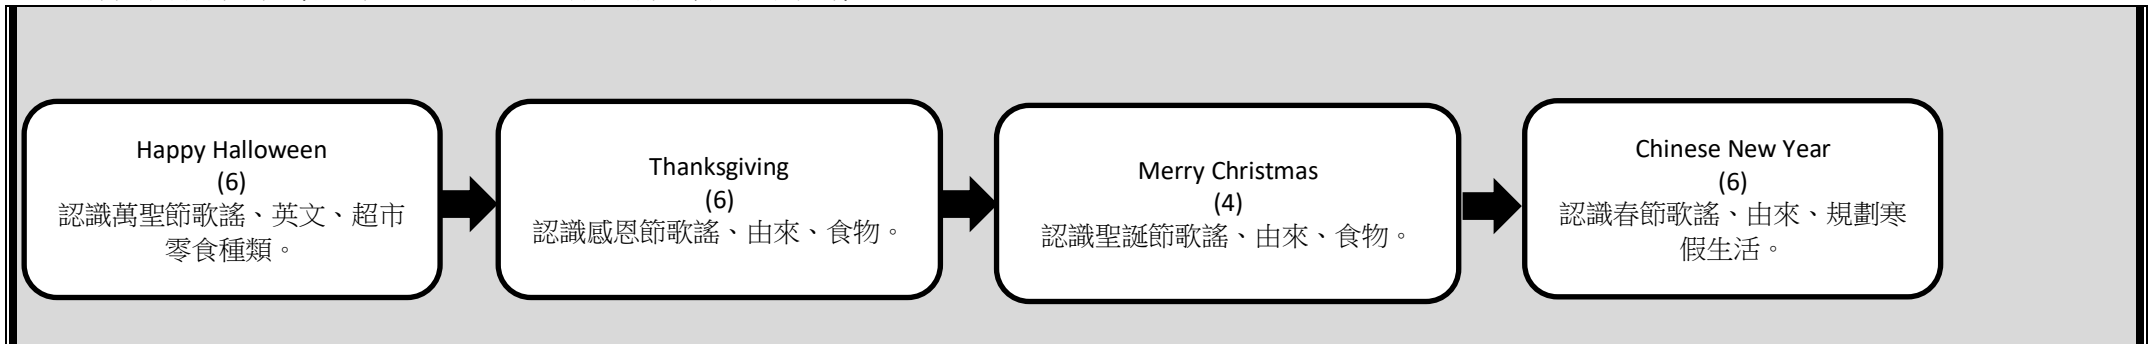 Happy Halloween
(6)
認識萬聖節歌謠、英文、超市
零食種類。
Thanksgiving
(6)
認識感恩節歌謠、由來、食物。
Merry Christmas
(4)
認識聖誕節歌謠、由來、食物。
Chinese New Year
(6)
認識春節歌謠、由來、規劃寒
假生活。